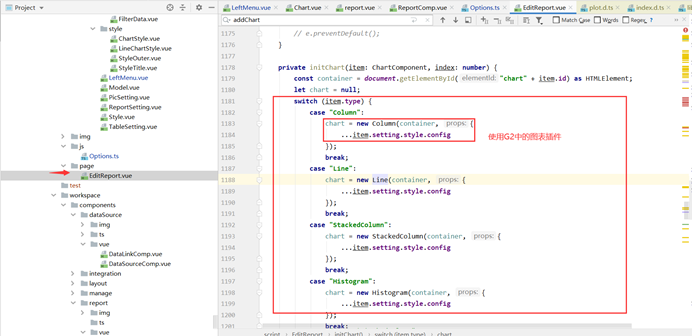 Project
LeftMenu.vue
Chart.vue
report.vue
ReportComp.vue
Options.ts
EditReport.vue
plot.d.ts
index.d.ts
addChart
Match Case
Words
Regex
?
FilterData.vue
style
ChartStyle.vue
LineChartStyle.vue
StyleOuter.vue
StyleTitle.vue
LeftMenu.vue
Model.vue
PicSetting.vue
ReportSetting.vue
Style.vue
TableSetting.vue
img
js
Options.ts
page
EditReport.vue
test
workspace
components
dataSource
img
ts
vue
DataLinkComp.vue
DataSourceComp.vue
integration
layout
manage
report
img
ts
vue
1175 // e.preventDefault();
1176 }
1177
1178 private initChart(item: ChartComponent, index: number) {
1179 const container = document.getElementById( elementId: "chart" + item.id) as HTMLElement;
1180 let chart = null;
1181 switch (item.type) {
1182 case "Column":
1183 chart = new Column(container, props: {
1184 ...item.setting.style.config
1185 });
1186 break;
1187 case "Line":
1188 chart = new Line(container, props: {
1189 ...item.setting.style.config
1190 });
1191 break;
1192 case "StackedColumn":
1193 chart = new StackedColumn(container, props: {
1194 ...item.setting.style.config
1195 });
1196 break;
1197 case "Histogram":
1198 chart = new Histogram(container, props: {
1199 ...item.setting.style.config
1200 });
1201 break;
使用G2中的图表插件
script
EditReport
initChart()
switch (item.type)
chart